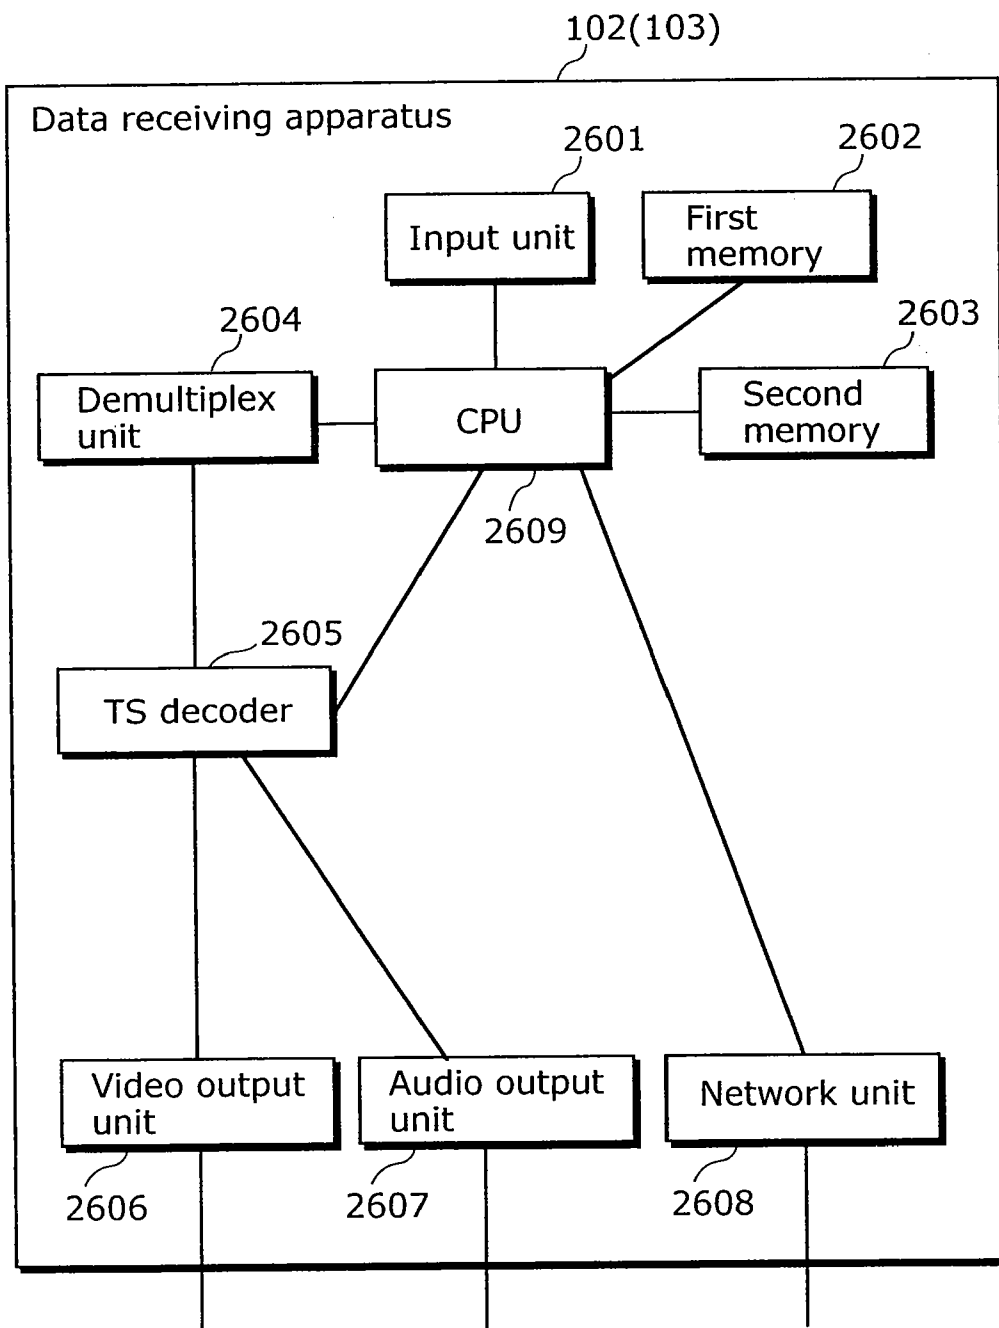 102(103)
Data receiving apparatus
2601
2602
Input unit
First
memory
2604
2603
Demultiplex
unit
CPU
Second
memory
2609
2605
TS decoder
Video output
unit
Audio output
unit
Network unit
2606
2607
2608